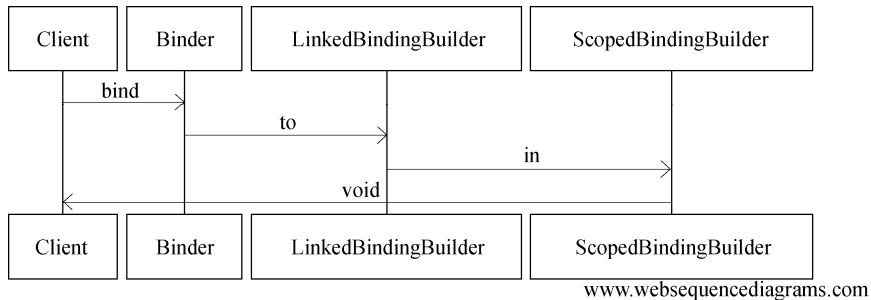 Client Binder LinkedBindingBuilder ScopedBindingBuilder
bind
to
in
void
Client Binder LinkedBindingBuilder ScopedBindingBuilder
www.websequencediagrams.com